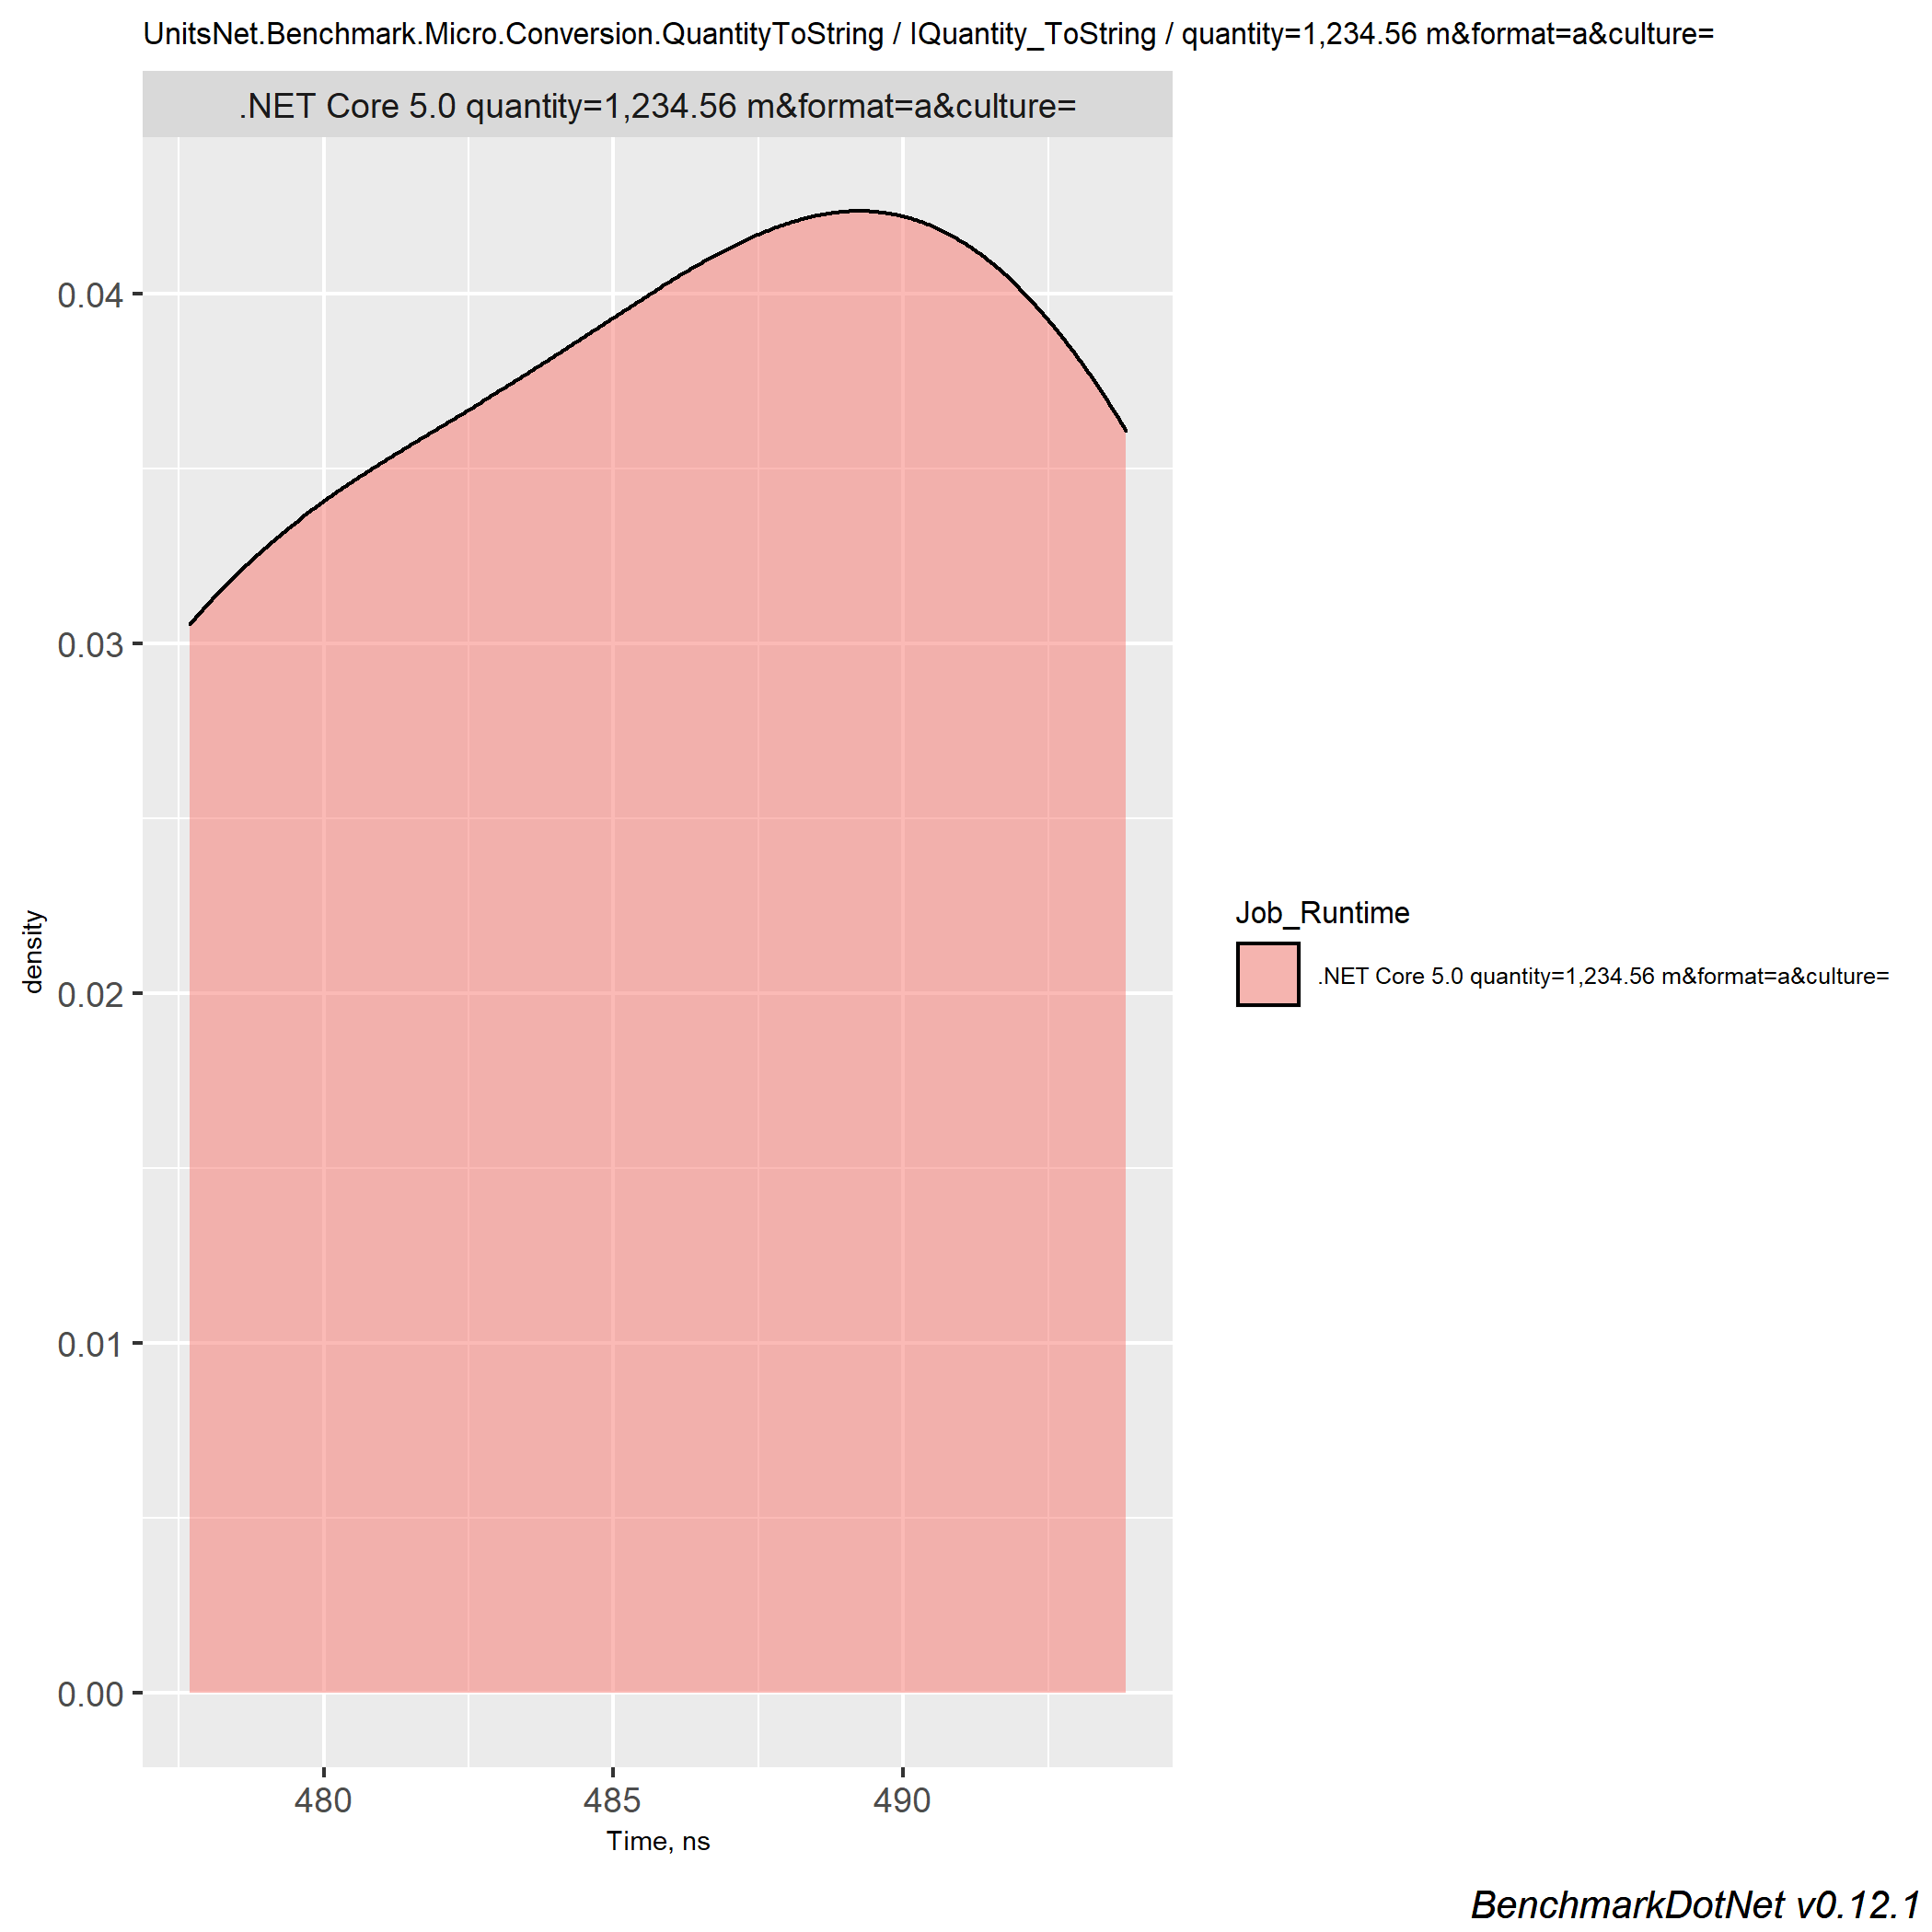 UnitsNet.Benchmark.Micro.Conversion.QuantityToString / IQuantity_ToString / quantity=1,234.56 m&format=a&culture=
.NET Core 5.0 quantity=1,234.56 m&format=a&culture=
0.04
0.03
0.02
0.01
0.00
density
480 485 490
Time, ns
Job_Runtime
.NET Core 5.0 quantity=1,234.56 m&format=a&culture=
BenchmarkDotNet v0.12.1